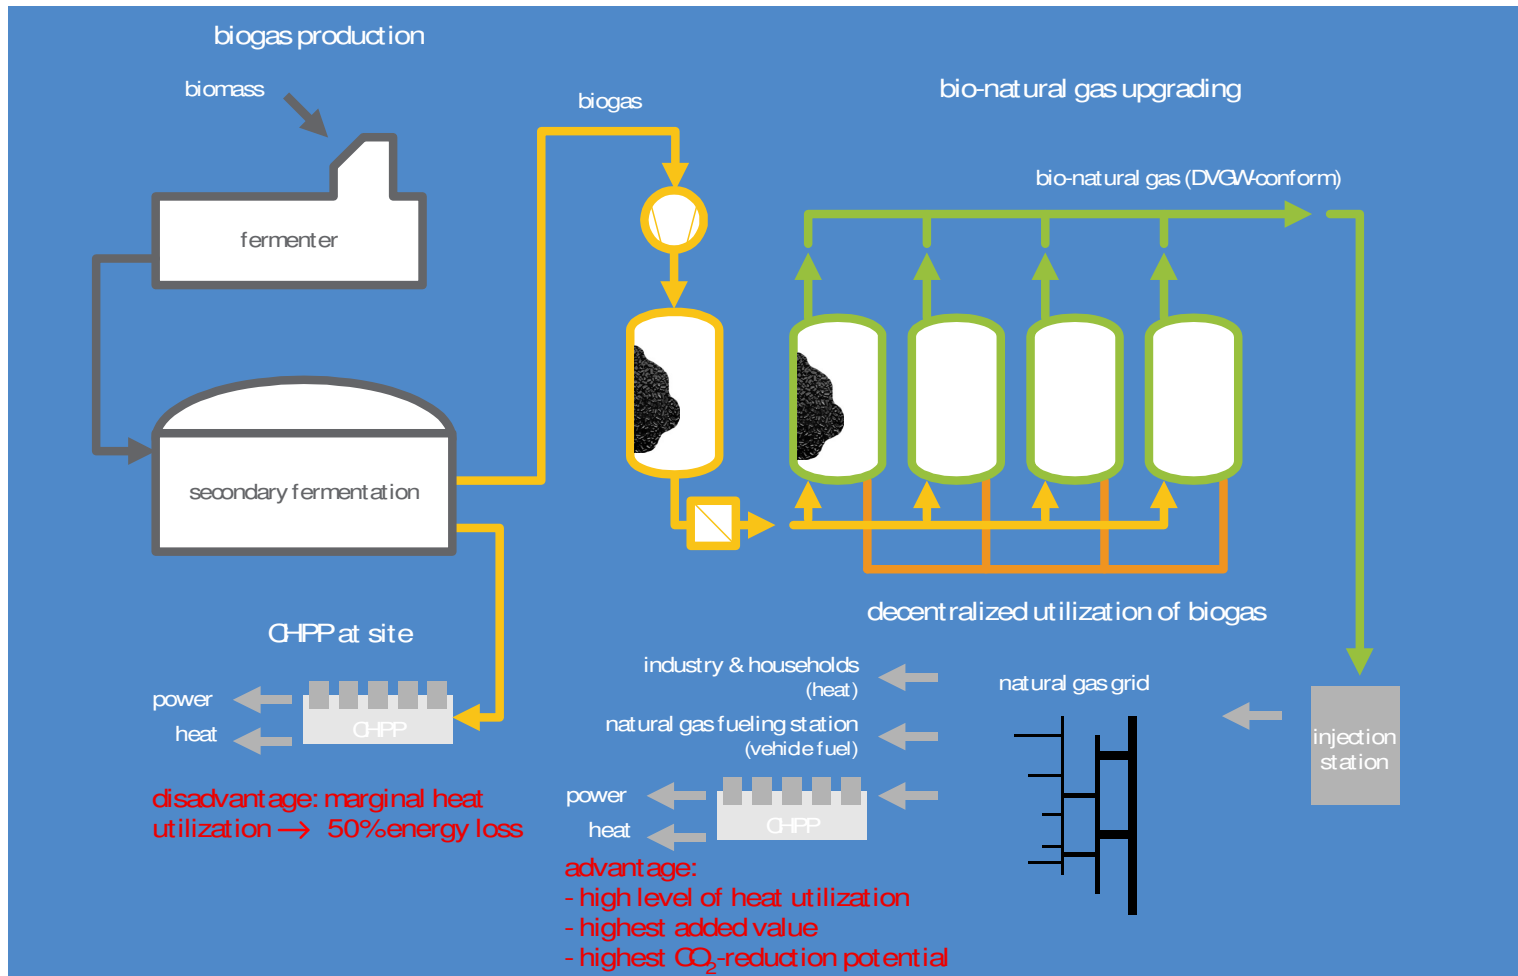 biogas production
biomass
biogas
bio-natural gas upgrading
bio-natural gas (DVGW-conform)
fermenter
secondary fermentation
CHPP at site
power
heat
CHPP
disadvantage: marginal heat
utilization → 50% energy loss
decentralized utilization of biogas
industry & households
(heat)
natural gas fueling station
(vehicle fuel)
power
heat
CHPP
natural gas grid
injection
station
advantage:
- high level of heat utilization
- highest added value
- highest CO₂-reduction potential